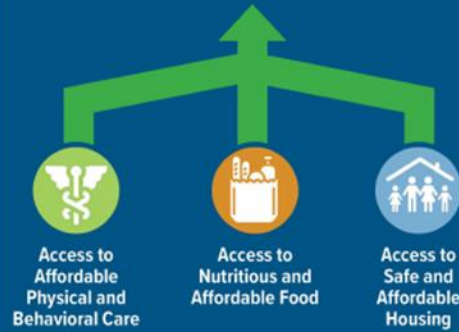 Access to
Affordable
Physical and
Behavioral Care
Access to
Nutritious and
Affordable Food
Access to
Safe and
Affordable
Housing